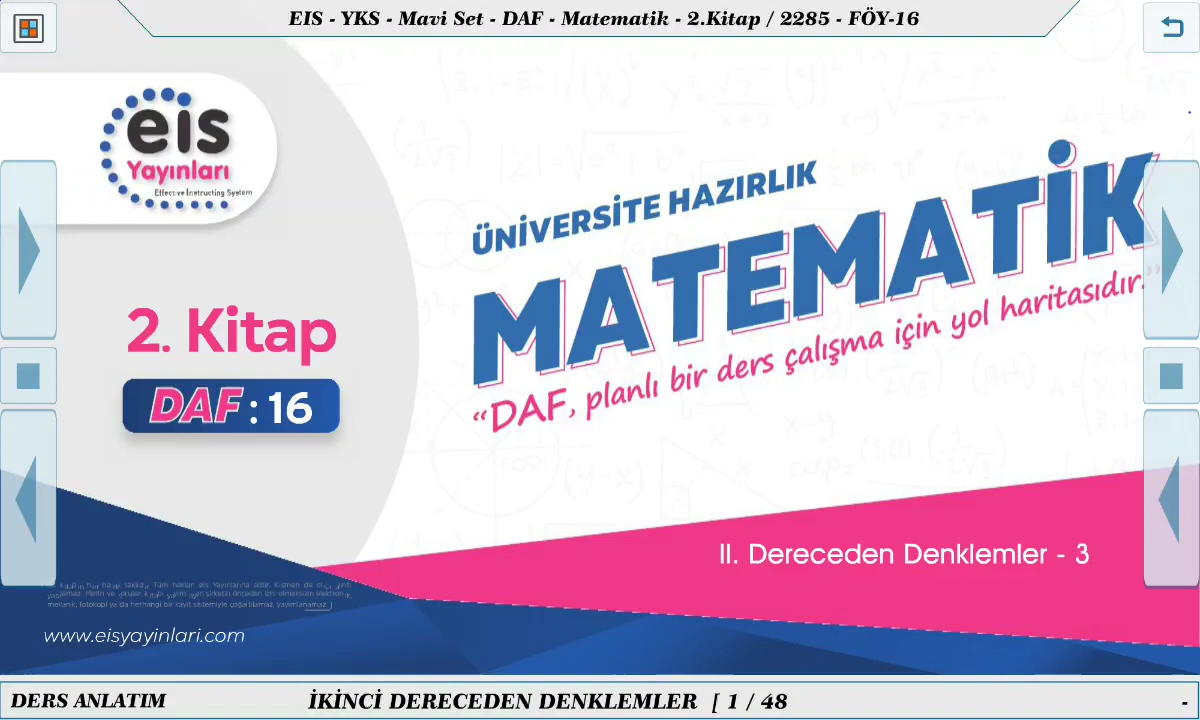 EIS - YKS - Mavi Set - DAF - Matematik - 2.Kitap / 2285 - FÖY-16
eis
Yayınları
Effective Instructing System
ÜNİVERSİTE HAZIRLIK
MATEMATİK
“DAF, planlı bir ders çalışma için yol haritasıdır.”
2. Kitap
DAF : 16
II. Dereceden Denklemler - 3
www.eisyayinlari.com
DERS ANLATIM
İKİNCİ DERECEDEN DENKLEMLER [ 1 / 48
-